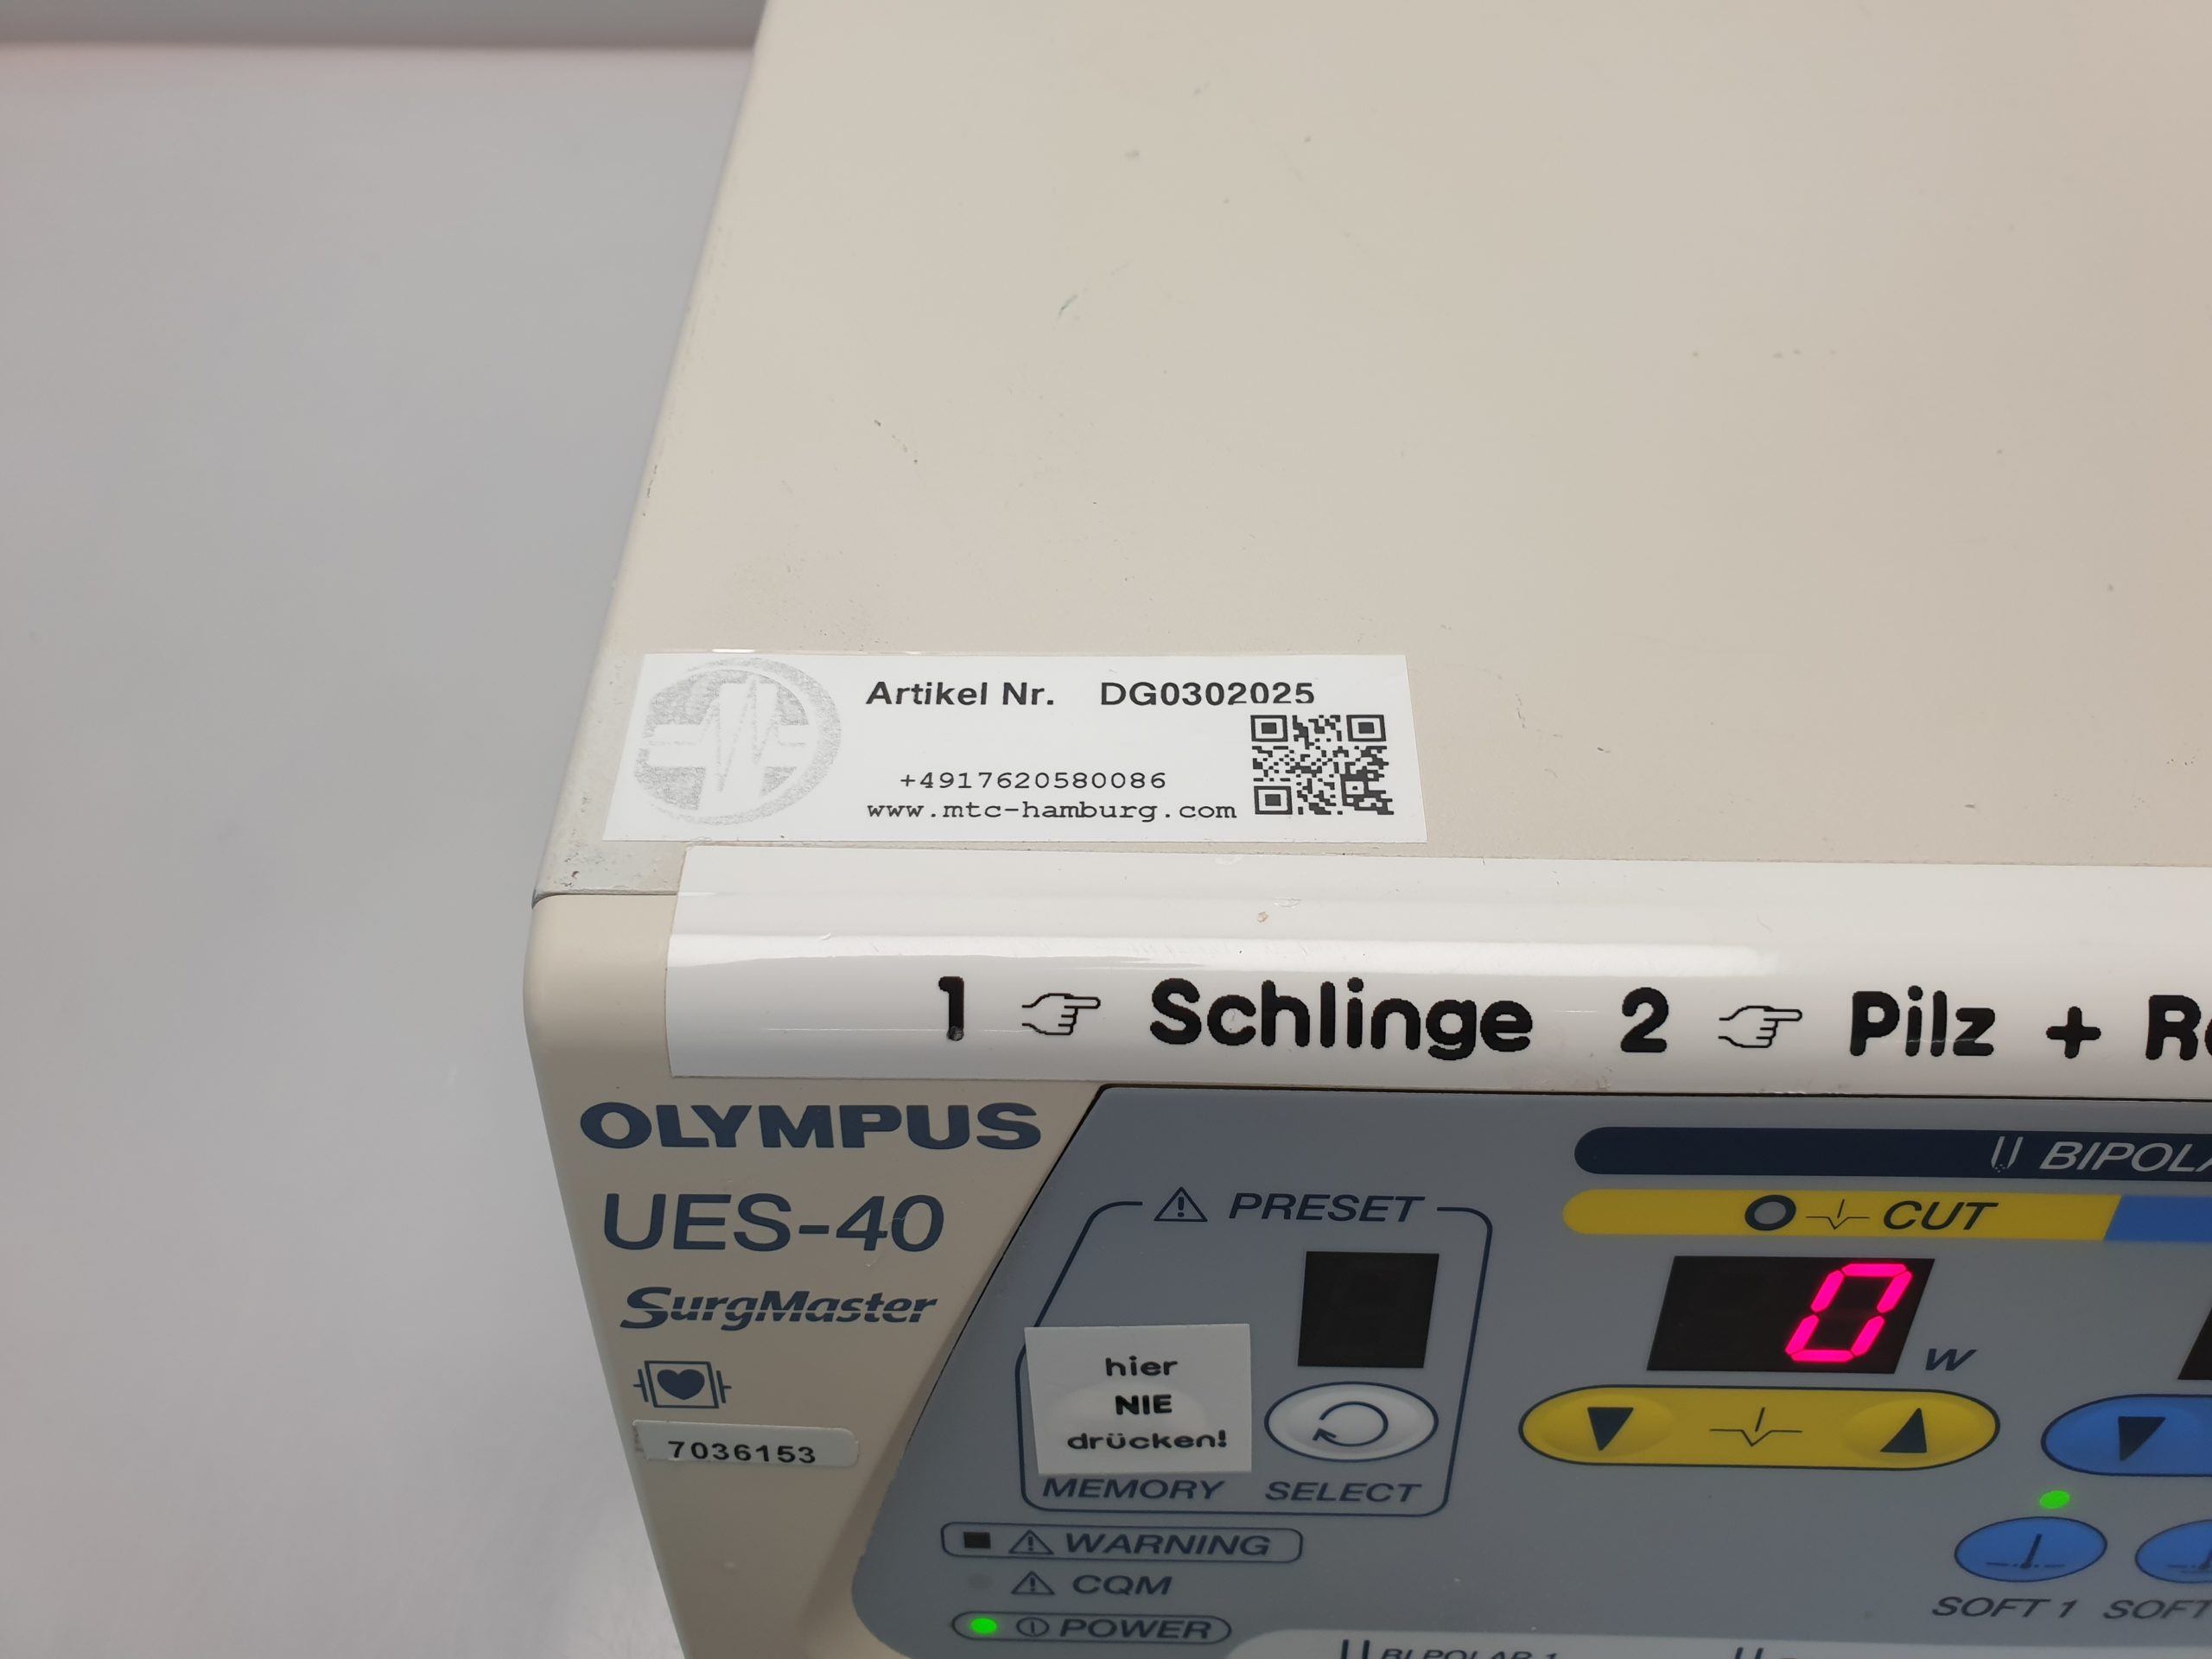 Artikel Nr. DG0302025
+4917620580086
www.mtc-hamburg.com
1 ☞ Schlinge 2 ☞ Pilz +
OLYMPUS
UES-40
SurgMaster
7036153
PRESET
hier
NIE
drücken!
MEMORY SELECT
WARNING
CQM
POWER
CUT
0 W
SOFT 1